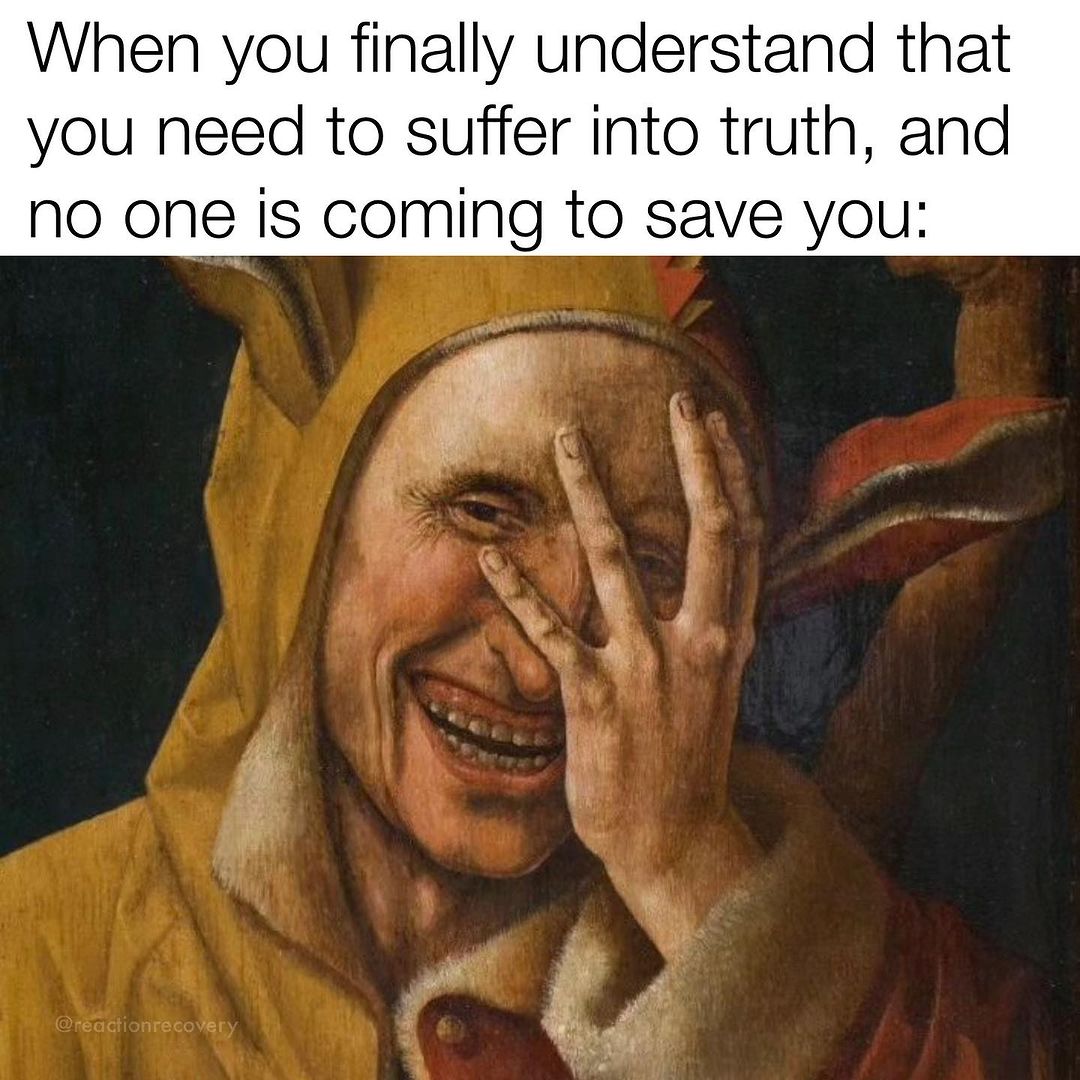 When you finally understand that
you need to suffer into truth, and
no one is coming to save you:
@reactionrecovery